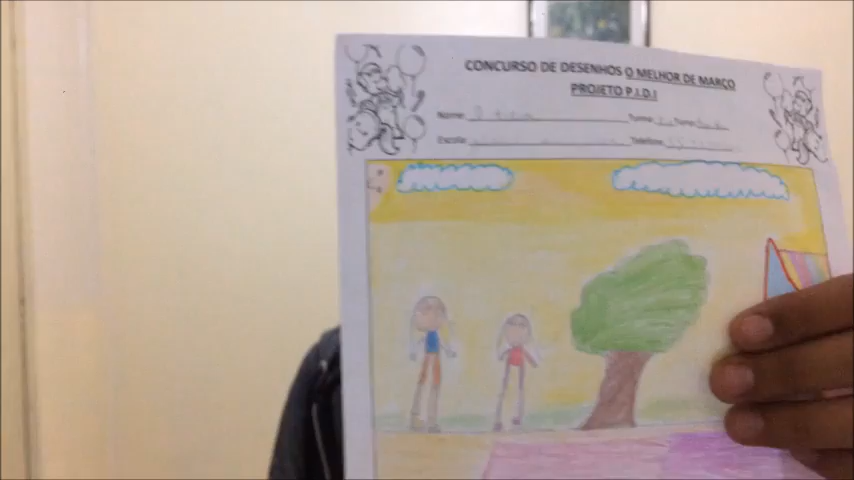 CONCURSO DE DESENHOS O MELHOR DE MARÇO
PROJETO P.I.D.I
Nome: Turma: Turno:
Escola: Telefone: